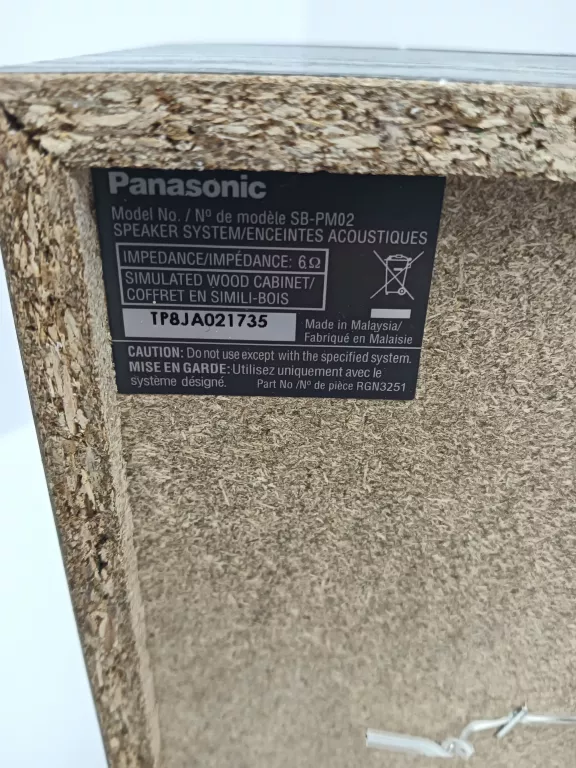 Panasonic
Model No. / Nº de modèle SB-PM02
SPEAKER SYSTEM/ENCEINTES ACOUSTIQUES
IMPEDANCE/IMPÉDANCE: 6Ω
SIMULATED WOOD CABINET/
COFFRET EN SIMILI-BOIS
TP8JA021735
Made in Malaysia/
Fabriqué en Malaisie
CAUTION: Do not use except with the specified system.
MISE EN GARDE: Utilisez uniquement avec le
système désigné.
Part No /Nº de pièce RGN3251